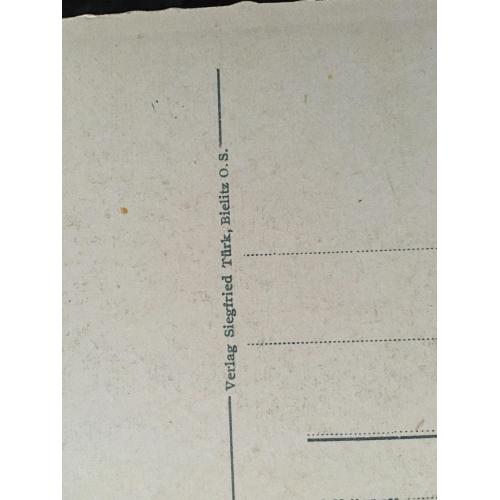 Verlag Siegfried Türk, Bielitz O. S.